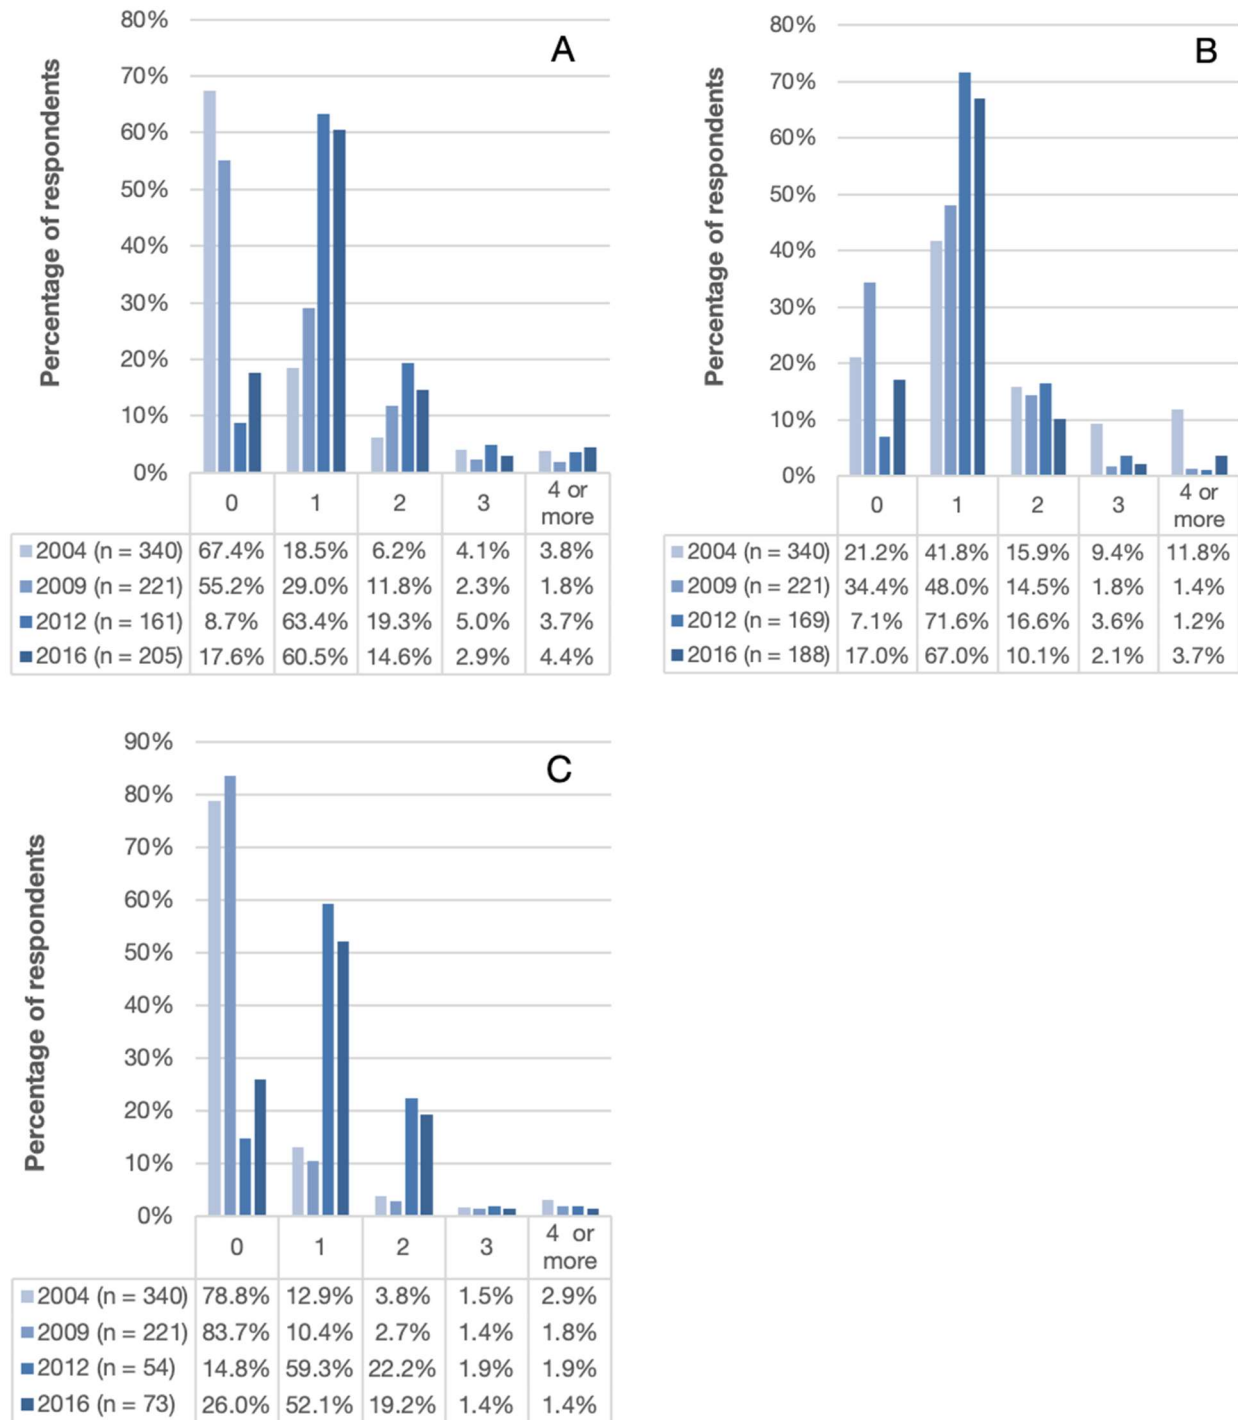 80%
A
70%
60%
50%
40%
30%
20%
10%
0%
Percentage of respondents
0 1 2 3 4 or
more
2004 (n = 340) 67.4% 18.5% 6.2% 4.1% 3.8%
2009 (n = 221) 55.2% 29.0% 11.8% 2.3% 1.8%
2012 (n = 161) 8.7% 63.4% 19.3% 5.0% 3.7%
2016 (n = 205) 17.6% 60.5% 14.6% 2.9% 4.4%
80%
B
70%
60%
50%
40%
30%
20%
10%
0%
Percentage of respondents
0 1 2 3 4 or
more
2004 (n = 340) 21.2% 41.8% 15.9% 9.4% 11.8%
2009 (n = 221) 34.4% 48.0% 14.5% 1.8% 1.4%
2012 (n = 169) 7.1% 71.6% 16.6% 3.6% 1.2%
2016 (n = 188) 17.0% 67.0% 10.1% 2.1% 3.7%
90%
C
80%
70%
60%
50%
40%
30%
20%
10%
0%
Percentage of respondents
0 1 2 3 4 or
more
2004 (n = 340) 78.8% 12.9% 3.8% 1.5% 2.9%
2009 (n = 221) 83.7% 10.4% 2.7% 1.4% 1.8%
2012 (n = 54) 14.8% 59.3% 22.2% 1.9% 1.9%
2016 (n = 73) 26.0% 52.1% 19.2% 1.4% 1.4%